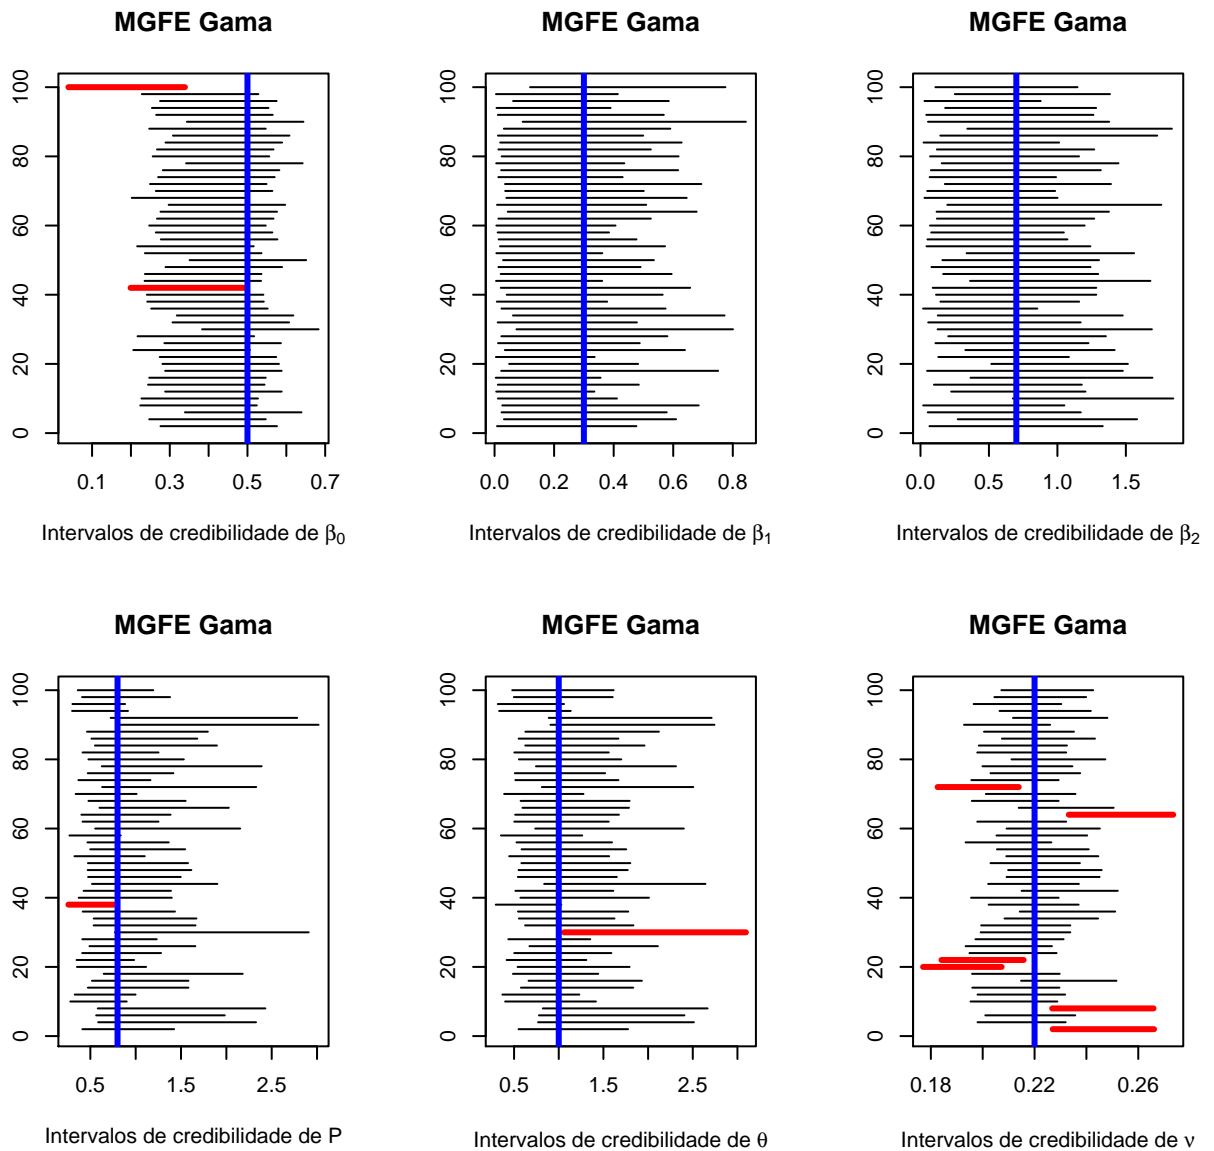 MGFE Gama
0 20 40 60 80 100
0.1 0.3 0.5 0.7
Intervalos de credibilidade de β0
MGFE Gama
0 20 40 60 80 100
0.0 0.2 0.4 0.6 0.8
Intervalos de credibilidade de β1
MGFE Gama
0 20 40 60 80 100
0.0 0.5 1.0 1.5
Intervalos de credibilidade de β2
MGFE Gama
0 20 40 60 80 100
0.5 1.5 2.5
Intervalos de credibilidade de P
MGFE Gama
0 20 40 60 80 100
0.5 1.5 2.5
Intervalos de credibilidade de θ
MGFE Gama
0 20 40 60 80 100
0.18 0.22 0.26
Intervalos de credibilidade de ν